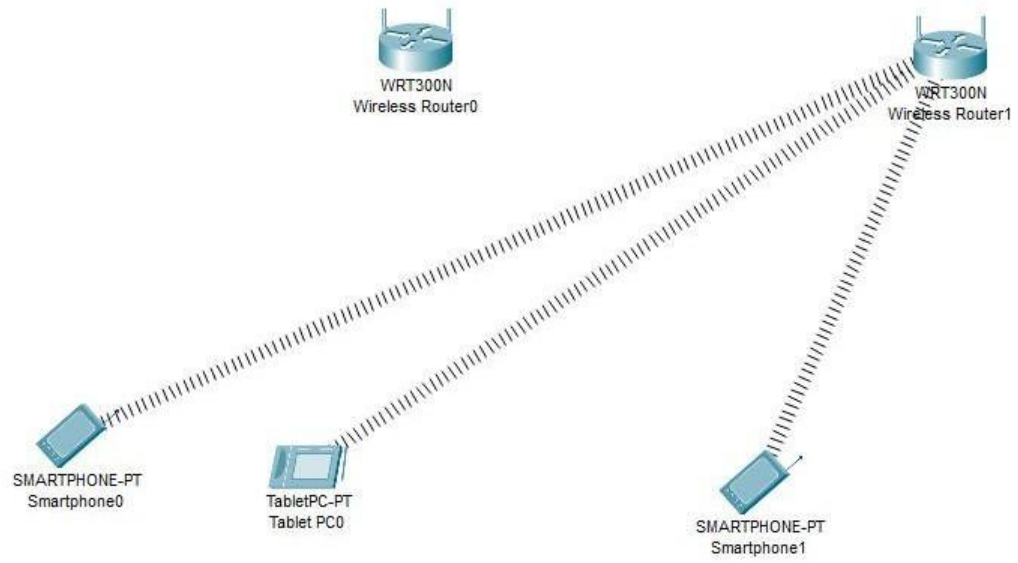 WRT300N
Wireless Router0
WRT300N
Wireless Router1
SMARTPHONE-PT
Smartphone0
TabletPC-PT
Tablet PC0
SMARTPHONE-PT
Smartphone1